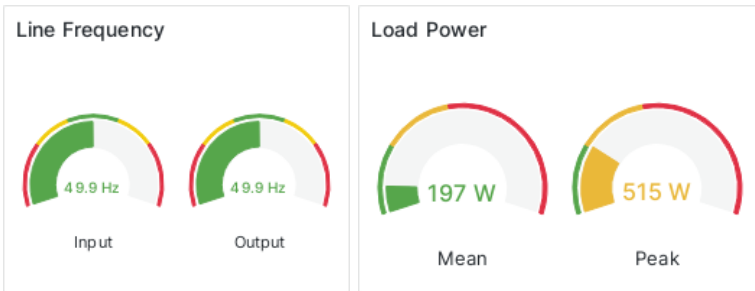 Line Frequency
49.9 Hz
Input
49.9 Hz
Output
Load Power
197 W
Mean
515 W
Peak